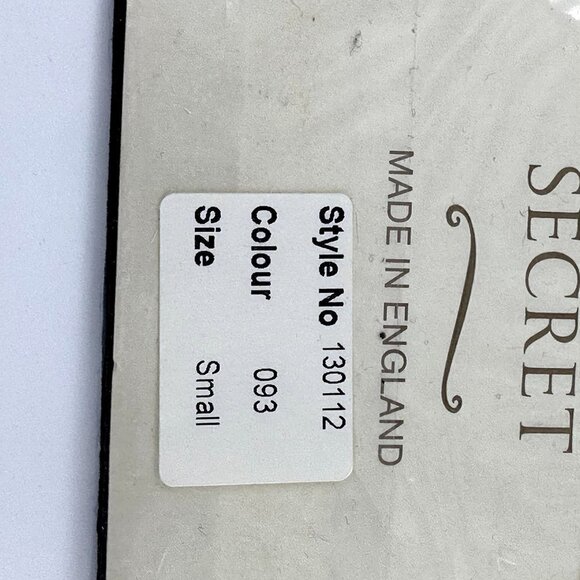 SECRET
MADE IN ENGLAND
Style No 130112
Colour 093
Size Small